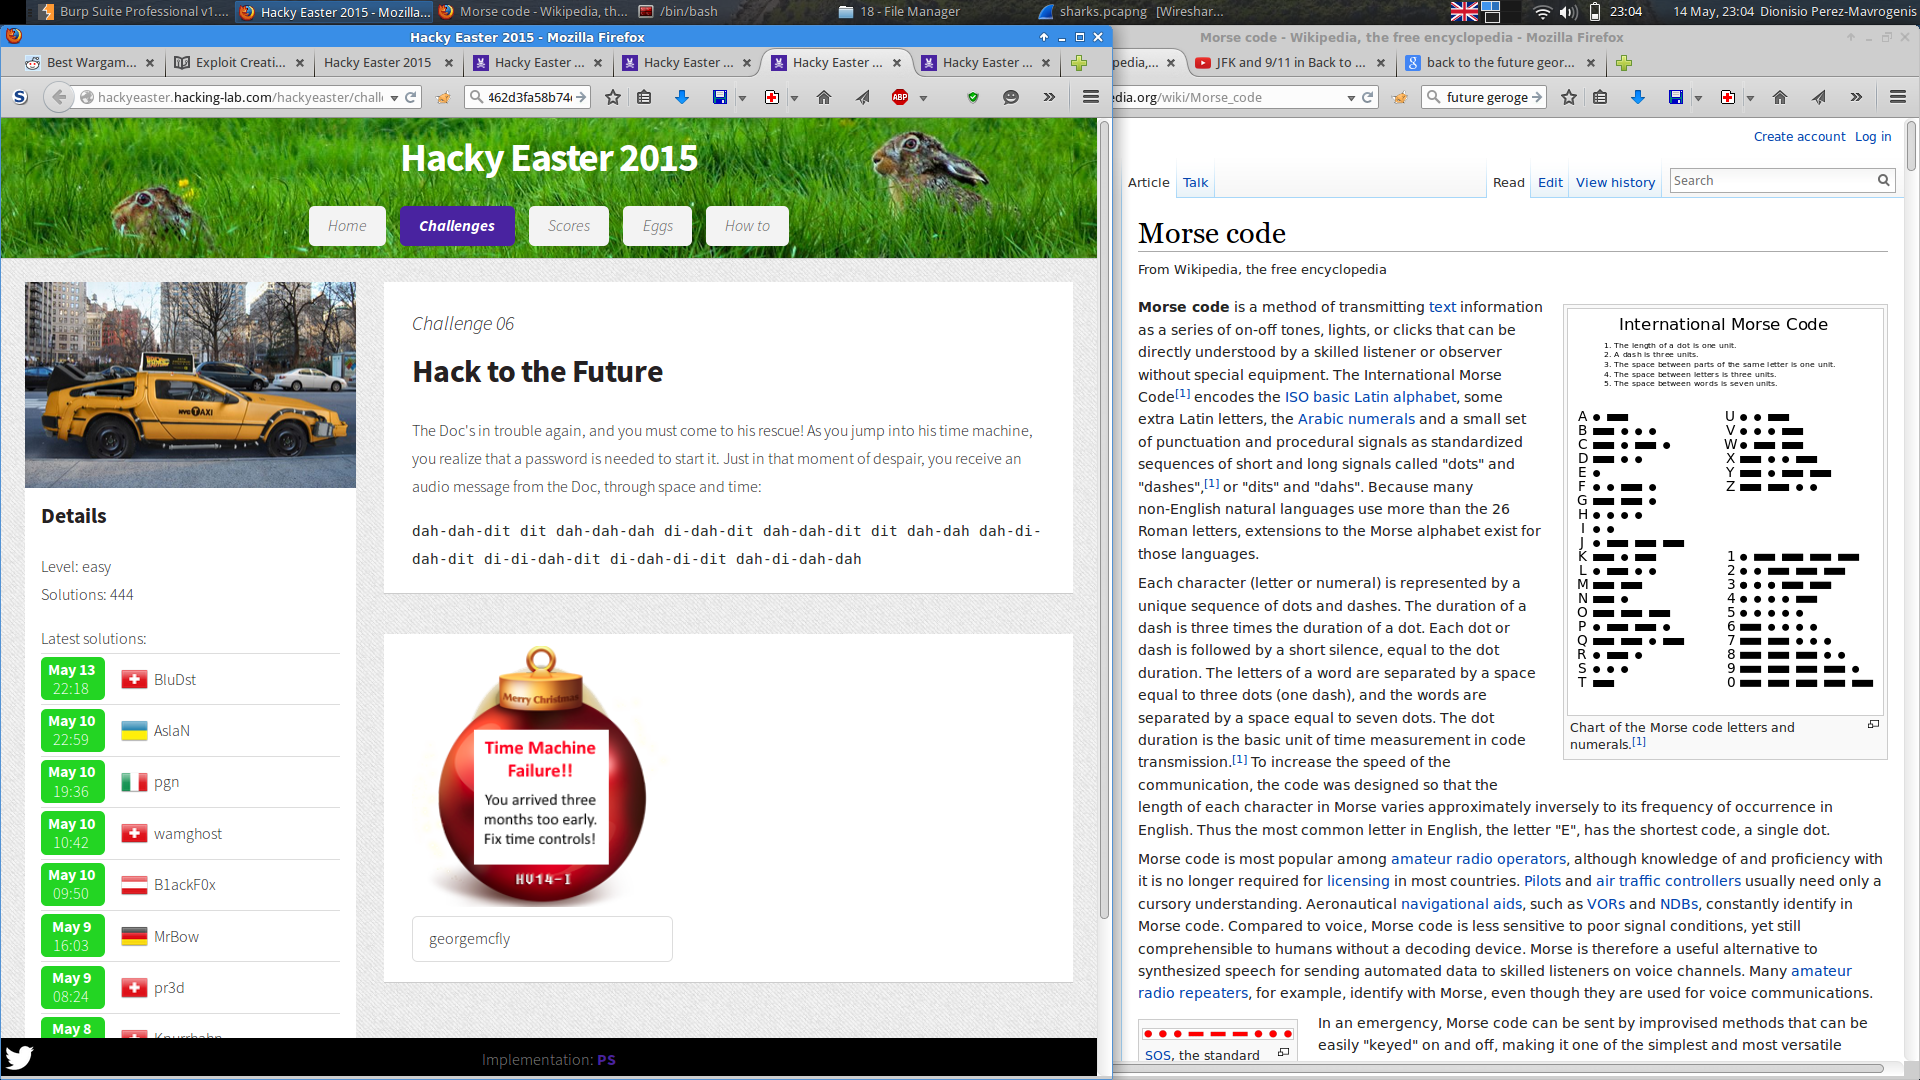 Burp Suite Professional v1....
Hacky Easter 2015 - Mozilla...
Morse code - Wikipedia, th...
/bin/bash
18 - File Manager
sharks.pcapng [Wireshar...
23:04
14 May, 23:04
Dionisio Perez-Mavrogenis
Hacky Easter 2015 - Mozilla Firefox
Best Wargam...
Exploit Creati...
Hacky Easter 2015
Hacky Easter ...
Hacky Easter ...
Hacky Easter ...
Hacky Easter ...
hackyeaster.hacking-lab.com/hackyeaster/chall
462d3fa58b74
ABP
Hacky Easter 2015
Home
Challenges
Scores
Eggs
How to
NYC TAXI
Details
Level: easy
Solutions: 444
Latest solutions:
May 13
22:18
BluDst
May 10
22:59
AslaN
May 10
19:36
pgn
May 10
10:42
wamghost
May 10
09:50
B1ackF0x
May 9
16:03
MrBow
May 9
08:24
pr3d
May 8
Challenge 06
Hack to the Future
The Doc's in trouble again, and you must come to his rescue! As you jump into his time machine,
you realize that a password is needed to start it. Just in that moment of despair, you receive an
audio message from the Doc, through space and time:
dah-dah-dit dit dah-dah-dah di-dah-dit dah-dah-dit dit dah-dah dah-di-
dah-dit di-di-dah-dit di-dah-di-dit dah-di-dah-dah
Merry Christmas
Time Machine
Failure!!
You arrived three
months too early.
Fix time controls!
HV14-I
georgemcfly
Implementation: PS
Morse code - Wikipedia, the free encyclopedia - Mozilla Firefox
pedia,...
JFK and 9/11 in Back to ...
back to the future geor...
edia.org/wiki/Morse_code
future geroge
Create account Log in
Article
Talk
Read
Edit
View history
Search
Morse code
From Wikipedia, the free encyclopedia
Morse code is a method of transmitting text information
as a series of on-off tones, lights, or clicks that can be
directly understood by a skilled listener or observer
without special equipment. The International Morse
Code[1] encodes the ISO basic Latin alphabet, some
extra Latin letters, the Arabic numerals and a small set
of punctuation and procedural signals as standardized
sequences of short and long signals called "dots" and
"dashes",[1] or "dits" and "dahs". Because many
non-English natural languages use more than the 26
Roman letters, extensions to the Morse alphabet exist for
those languages.
Each character (letter or numeral) is represented by a
unique sequence of dots and dashes. The duration of a
dash is three times the duration of a dot. Each dot or
dash is followed by a short silence, equal to the dot
duration. The letters of a word are separated by a space
equal to three dots (one dash), and the words are
separated by a space equal to seven dots. The dot
duration is the basic unit of time measurement in code
transmission.[1] To increase the speed of the
communication, the code was designed so that the
length of each character in Morse varies approximately inversely to its frequency of occurrence in
English. Thus the most common letter in English, the letter "E", has the shortest code, a single dot.
Morse code is most popular among amateur radio operators, although knowledge of and proficiency with
it is no longer required for licensing in most countries. Pilots and air traffic controllers usually need only a
cursory understanding. Aeronautical navigational aids, such as VORs and NDBs, constantly identify in
Morse code. Compared to voice, Morse code is less sensitive to poor signal conditions, yet still
comprehensible to humans without a decoding device. Morse is therefore a useful alternative to
synthesized speech for sending automated data to skilled listeners on voice channels. Many amateur
radio repeaters, for example, identify with Morse, even though they are used for voice communications.
International Morse Code
1. The length of a dot is one unit.
2. A dash is three units.
3. The space between parts of the same letter is one unit.
4. The space between letters is three units.
5. The space between words is seven units.
A
B
C
D
E
F
G
H
I
J
K
L
M
N
O
P
Q
R
S
T
U
V
W
X
Y
Z
1
2
3
4
5
6
7
8
9
0
Chart of the Morse code letters and
numerals.[1]
SOS, the standard
In an emergency, Morse code can be sent by improvised methods that can be
easily "keyed" on and off, making it one of the simplest and most versatile